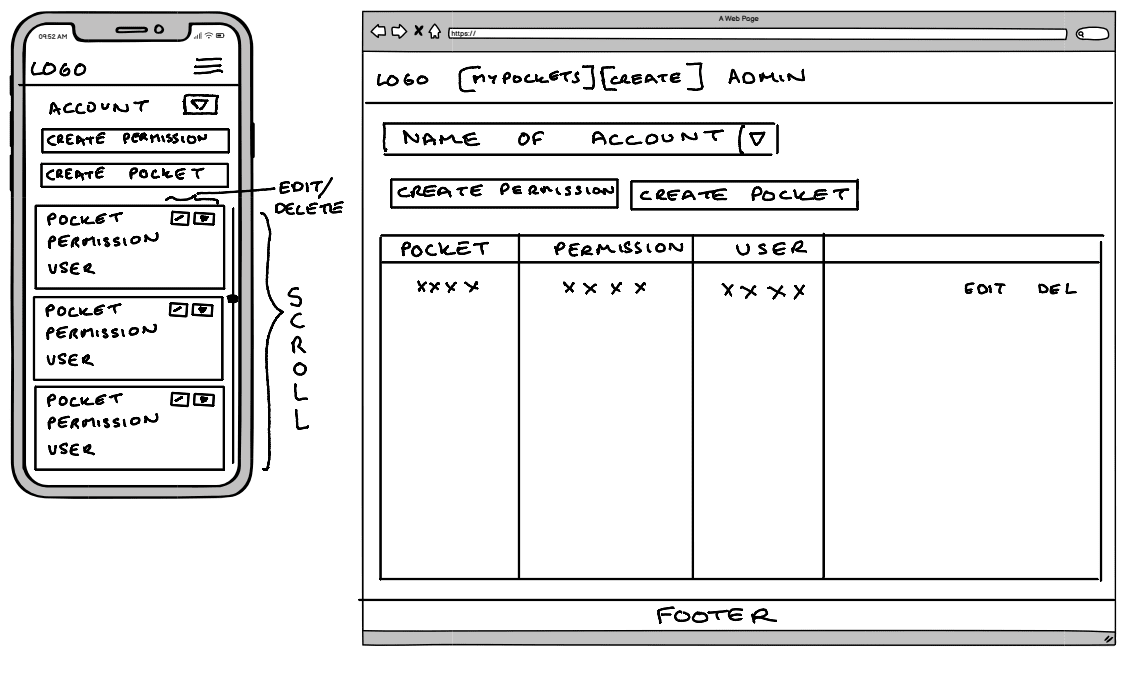 09:52 AM
LOGO
ACCOUNT
CREATE PERMISSION
CREATE POCKET
EDIT/
DELETE
POCKET
PERMISSION
USER
POCKET
PERMISSION
USER
POCKET
PERMISSION
USER
SCROLL
A Web Page
https://
LOGO [MYPOCKETS] [CREATE] ADMIN
NAME OF ACCOUNT
CREATE PERMISSION CREATE POCKET
POCKET PERMISSION USER
XXXX XXXX XXXX EDIT DEL
FOOTER